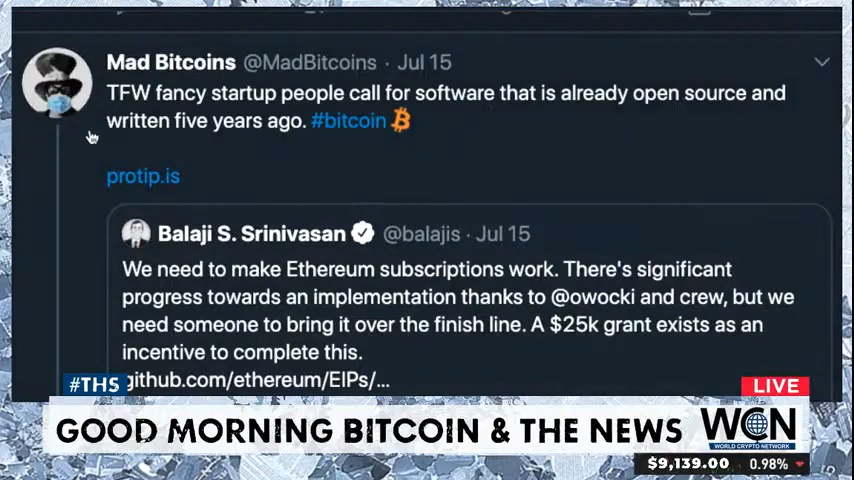 Mad Bitcoins @MadBitcoins · Jul 15
TFW fancy startup people call for software that is already open source and
written five years ago. #bitcoin
protip.is
Balaji S. Srinivasan @balajis · Jul 15
We need to make Ethereum subscriptions work. There's significant
progress towards an implementation thanks to @owocki and crew, but we
need someone to bring it over the finish line. A $25k grant exists as an
incentive to complete this.
github.com/ethereum/EIPs/...
#THS
LIVE
GOOD MORNING BITCOIN & THE NEWS
WCN
WORLD CRYPTO NETWORK
$9,139.00 0.98%